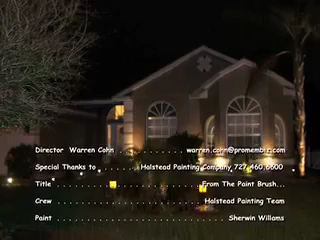 Director Warren Cohn . . . . . . . . . . . . warren.cohn@promember.com
Special Thanks to . . . . . . . Halstead Painting Company 727.460.6600
Title . . . . . . . . . . . . . . . . . . . . . . From The Paint Brush...
Crew . . . . . . . . . . . . . . . . . . . . . . Halstead Painting Team
Paint . . . . . . . . . . . . . . . . . . . . . . . . . . Sherwin Willams